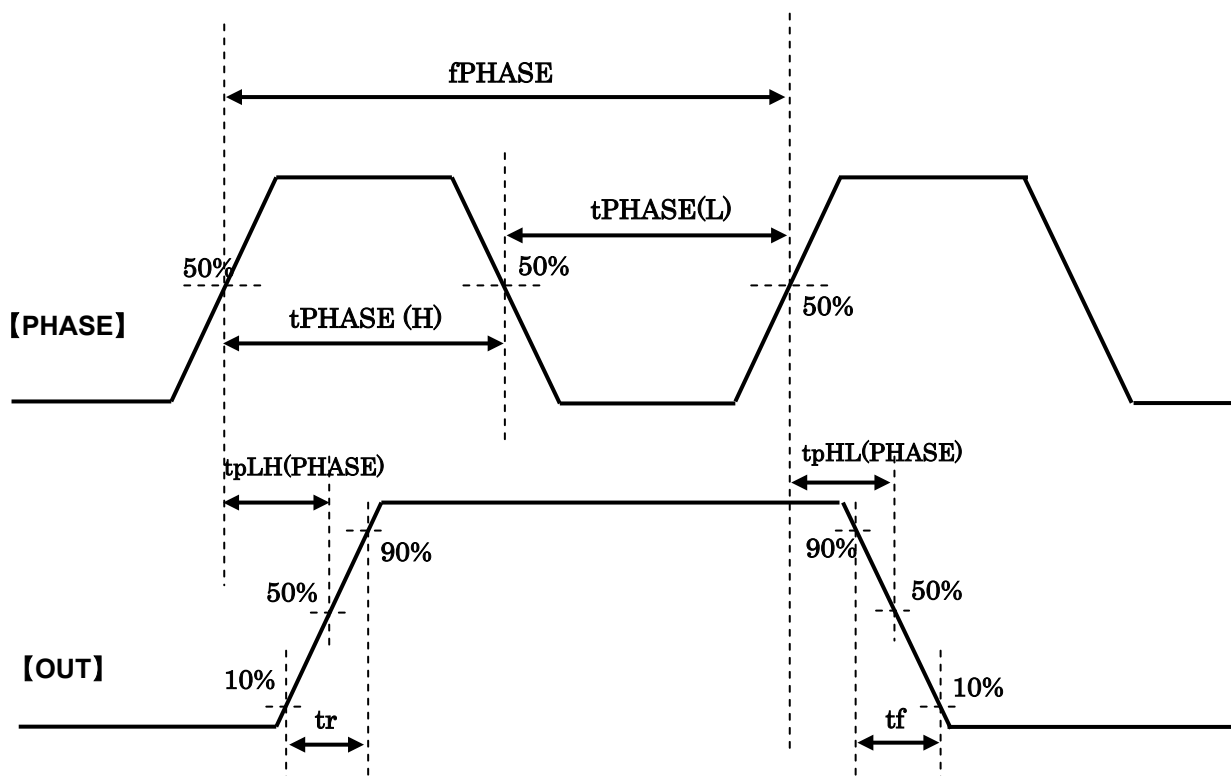 fPHASE
tPHASE(L)
50%
50%
50%
tPHASE (H)
【PHASE】
tpHL(PHASE)
tpLH(PHASE)
90%
90%
50%
50%
【OUT】
10%
10%
tr
tf